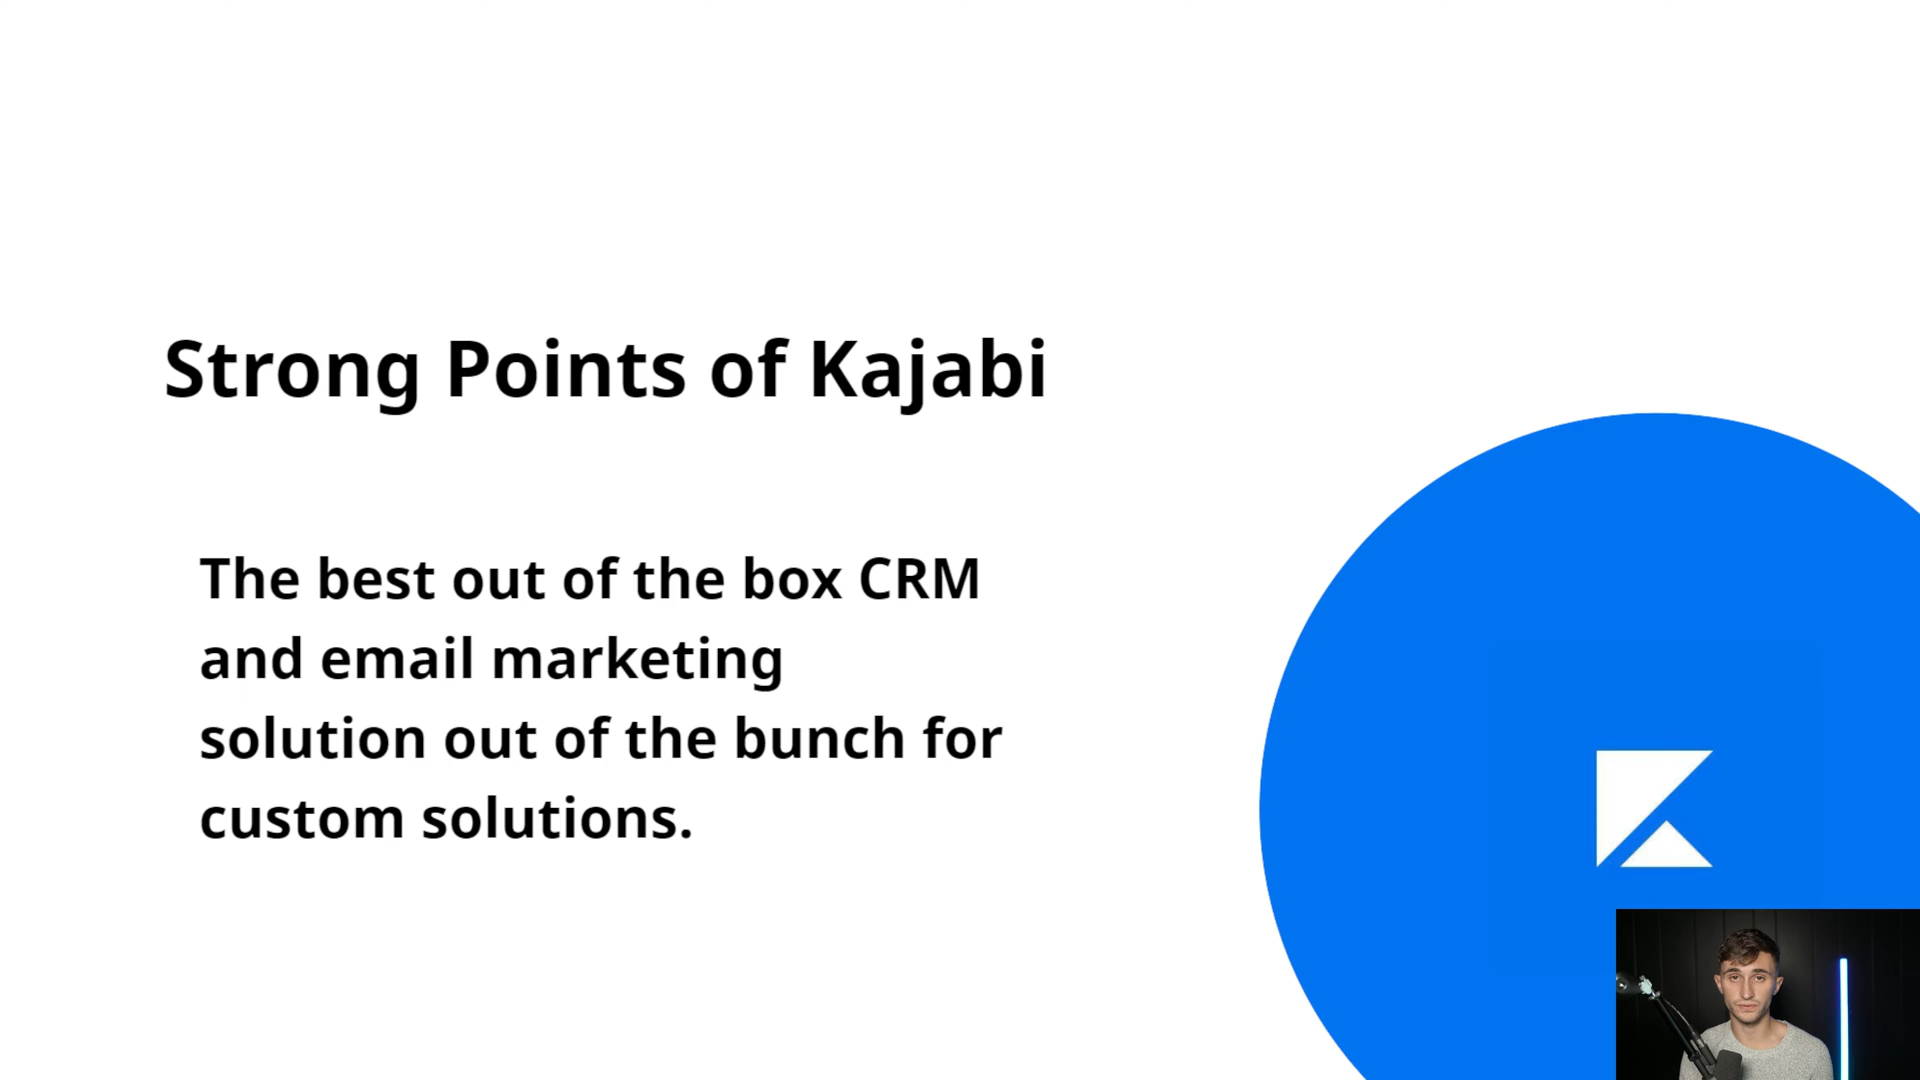 Strong Points of Kajabi
The best out of the box CRM
and email marketing
solution out of the bunch for
custom solutions.